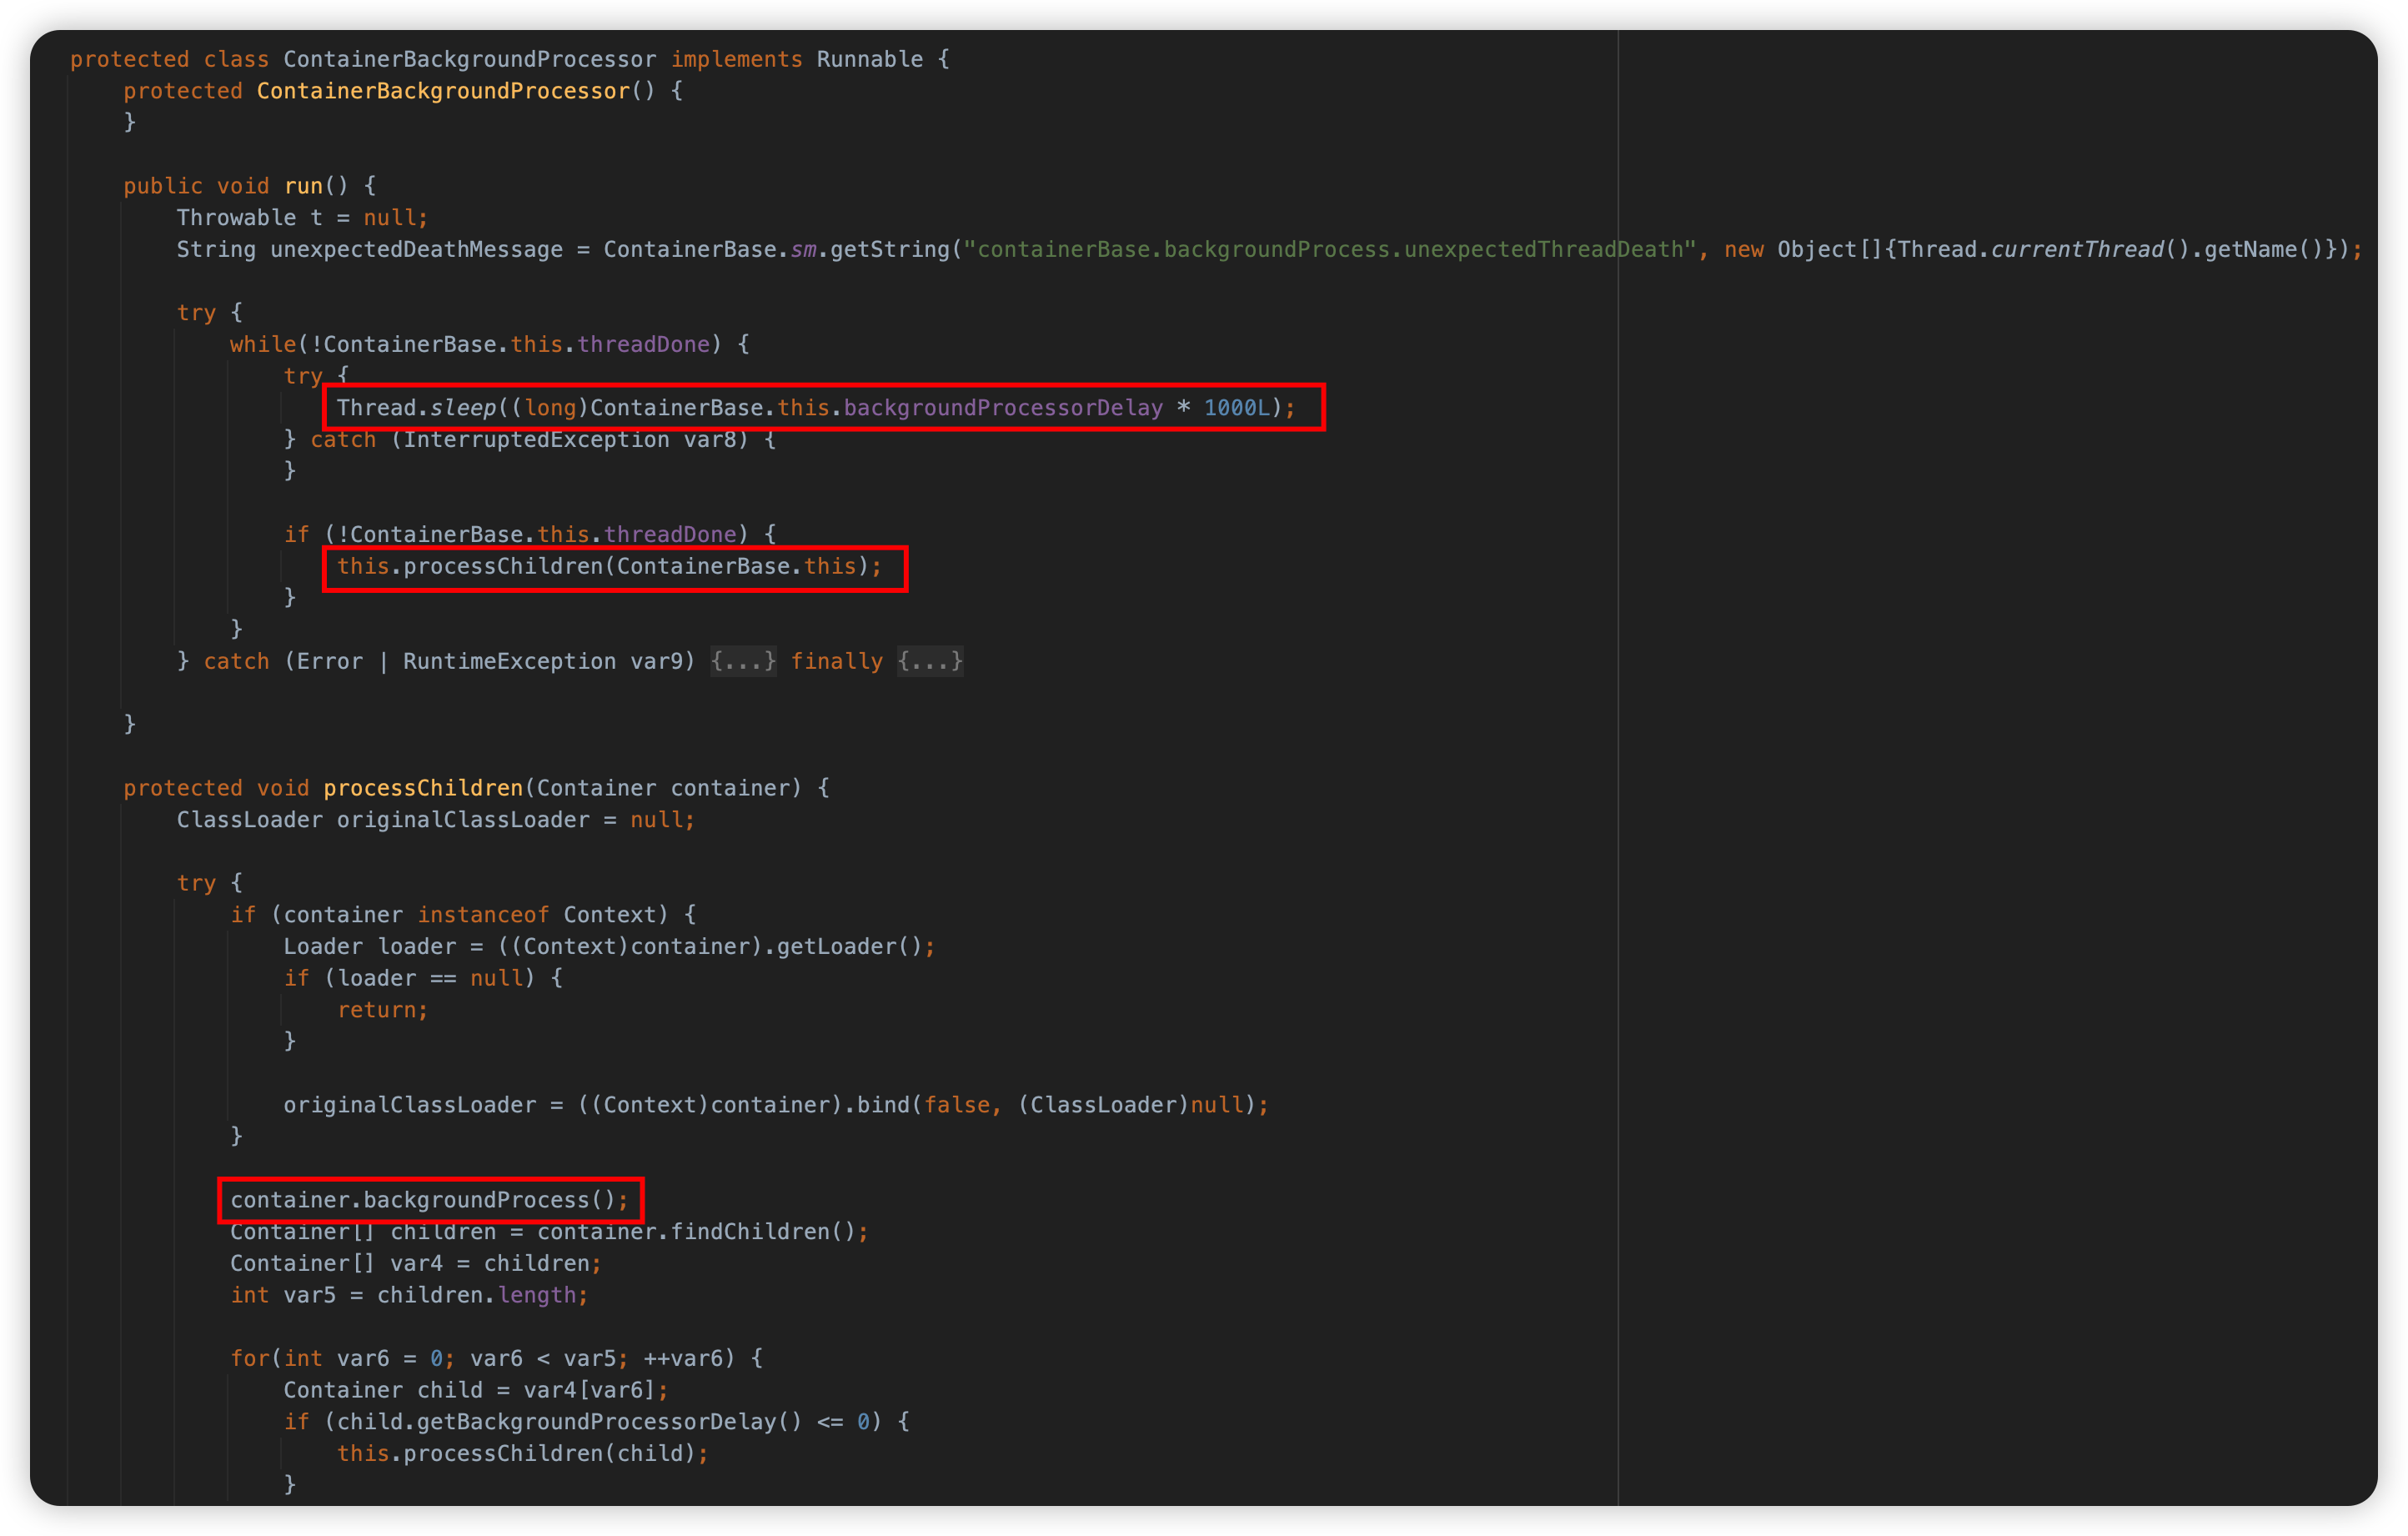 protected class ContainerBackgroundProcessor implements Runnable {
    protected ContainerBackgroundProcessor() {
    }

    public void run() {
        Throwable t = null;
        String unexpectedDeathMessage = ContainerBase.sm.getString("containerBase.backgroundProcess.unexpectedThreadDeath", new Object[]{Thread.currentThread().getName()});

        try {
            while(!ContainerBase.this.threadDone) {
                try {
                    Thread.sleep((long)ContainerBase.this.backgroundProcessorDelay * 1000L);
                } catch (InterruptedException var8) {
                }

                if (!ContainerBase.this.threadDone) {
                    this.processChildren(ContainerBase.this);
                }
            }
        } catch (Error | RuntimeException var9) {...} finally {...}

    }

    protected void processChildren(Container container) {
        ClassLoader originalClassLoader = null;

        try {
            if (container instanceof Context) {
                Loader loader = ((Context)container).getLoader();
                if (loader == null) {
                    return;
                }

                originalClassLoader = ((Context)container).bind(false, (ClassLoader)null);
            }

            container.backgroundProcess();
            Container[] children = container.findChildren();
            Container[] var4 = children;
            int var5 = children.length;

            for(int var6 = 0; var6 < var5; ++var6) {
                Container child = var4[var6];
                if (child.getBackgroundProcessorDelay() <= 0) {
                    this.processChildren(child);
                }